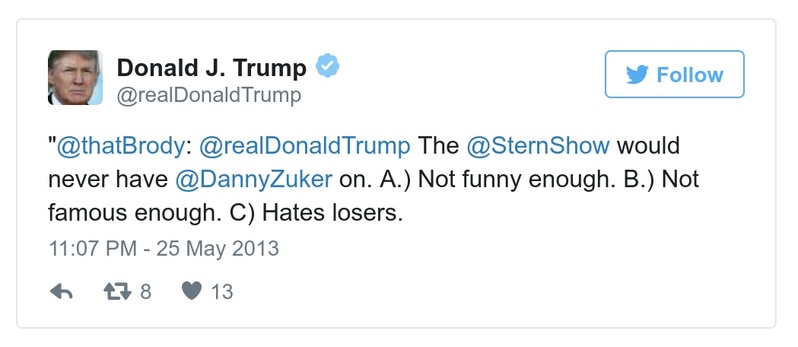 Donald J. Trump
@realDonaldTrump
Follow
"@thatBrody: @realDonaldTrump The @SternShow would
never have @DannyZuker on. A.) Not funny enough. B.) Not
famous enough. C) Hates losers.
11:07 PM - 25 May 2013
8 13